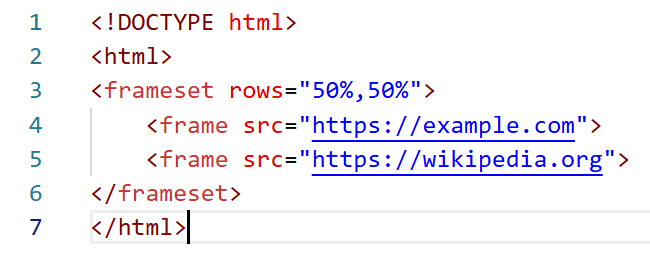 1 <!DOCTYPE html>
2 <html>
3 <frameset rows="50%,50%">
4     <frame src="https://example.com">
5     <frame src="https://wikipedia.org">
6 </frameset>
7 </html>